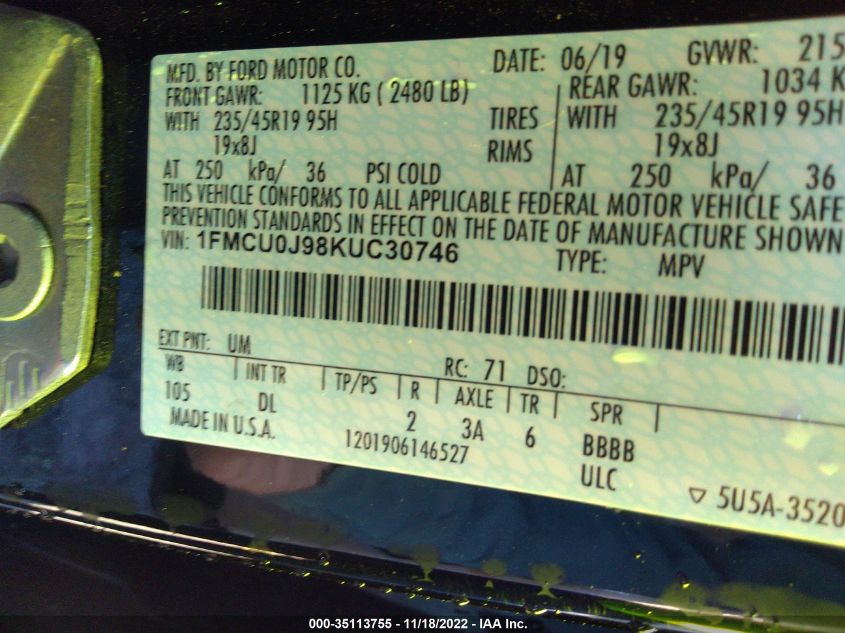 MFD. BY FORD MOTOR CO. DATE: 06/19 GVWR: 215
FRONT GAWR: 1125 KG ( 2480 LB) REAR GAWR: 1034 K
WITH 235/45R19 95H TIRES WITH 235/45R19 95H
19x8J RIMS 19x8J
AT 250 kPa/ 36 PSI COLD AT 250 kPa/ 36
THIS VEHICLE CONFORMS TO ALL APPLICABLE FEDERAL MOTOR VEHICLE SAFE
PREVENTION STANDARDS IN EFFECT ON THE DATE OF MANUFACTURE SHOWN
VIN: 1FMCU0J98KUC30746 TYPE: MPV
EXT PNT: UM RC: 71 DSO:
WB INT TR TP/PS R AXLE TR SPR
105 DL 2 3A 6 BBBB
MADE IN U.S.A. 1201906146527 ULC
▽ 5U5A-3520
000-35113755 - 11/18/2022 - IAA Inc.